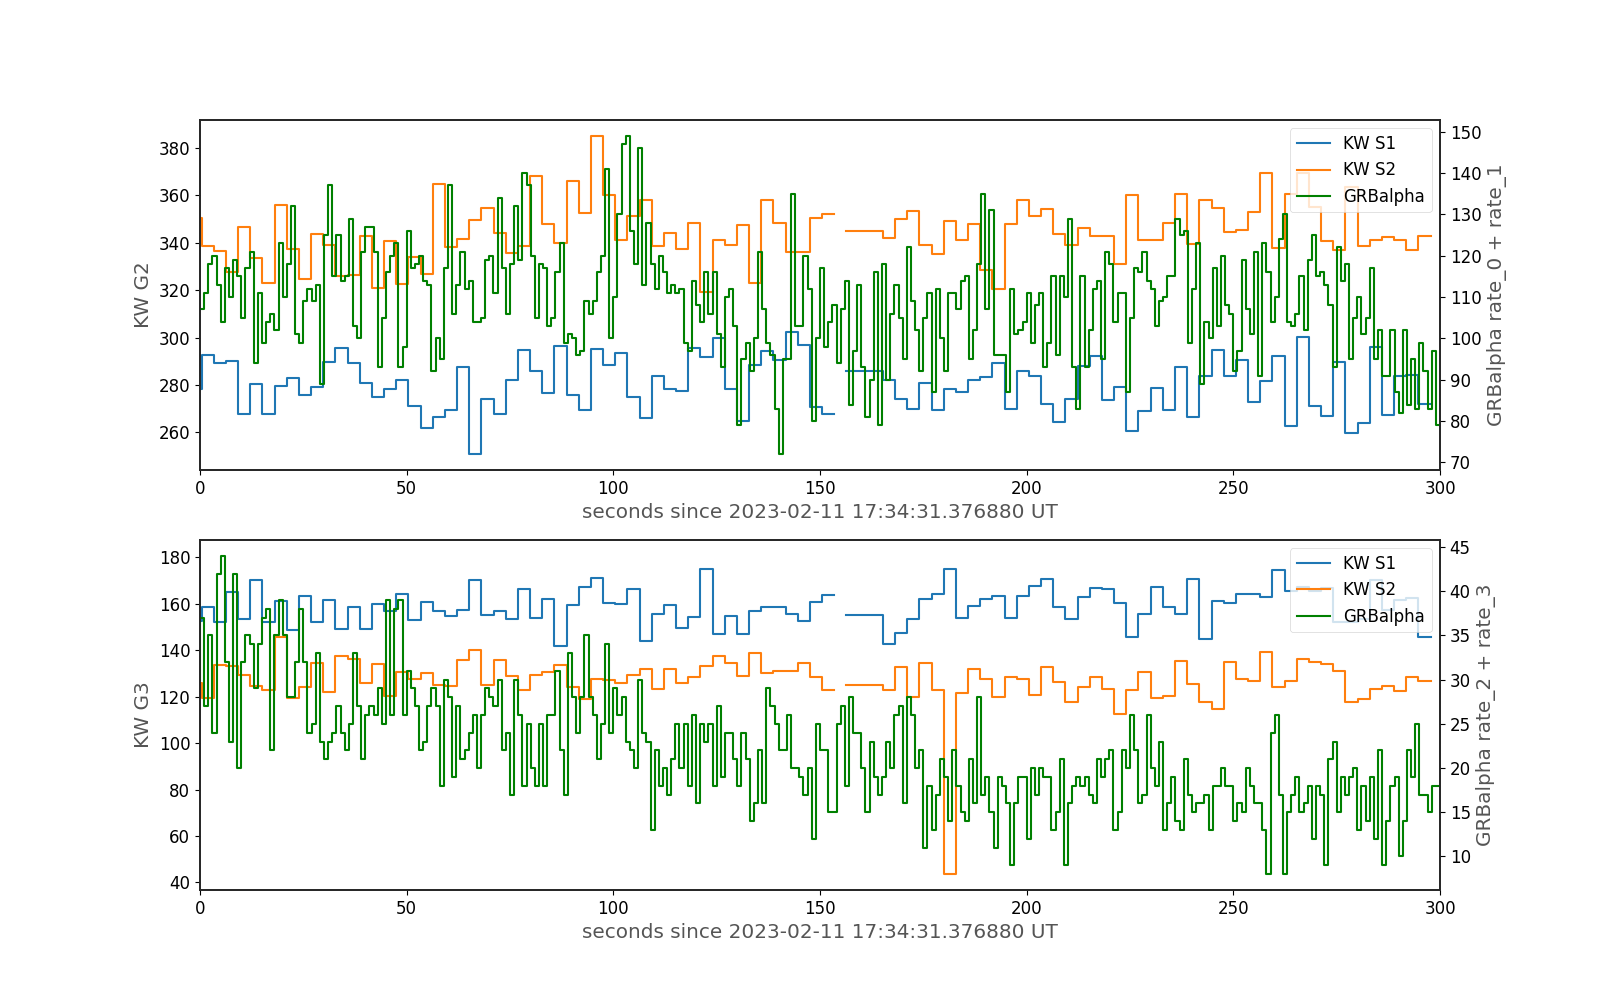 380
360
340
320
300
280
260
KW G2
150
140
130
120
110
100
90
80
70
GRBalpha rate_0 + rate_1
KW S1
KW S2
GRBalpha
0 50 100 150 200 250 300
seconds since 2023-02-11 17:34:31.376880 UT
180
160
140
120
100
80
60
40
KW G3
45
40
35
30
25
20
15
10
GRBalpha rate_2 + rate_3
KW S1
KW S2
GRBalpha
0 50 100 150 200 250 300
seconds since 2023-02-11 17:34:31.376880 UT